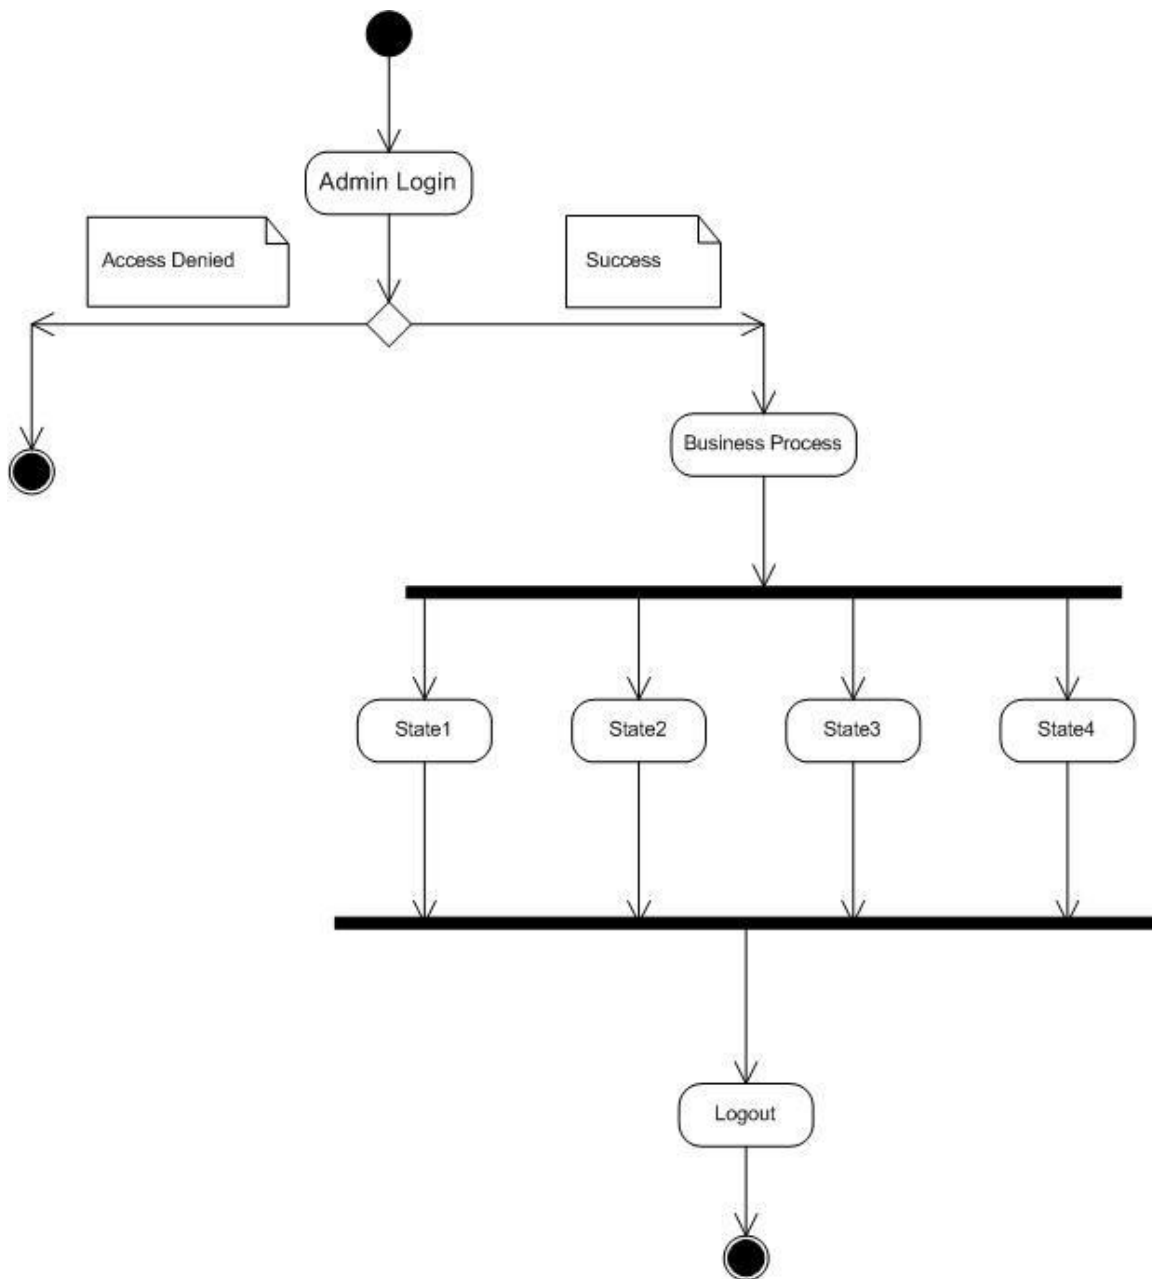 Admin Login
Access Denied
Success
Business Process
State1
State2
State3
State4
Logout